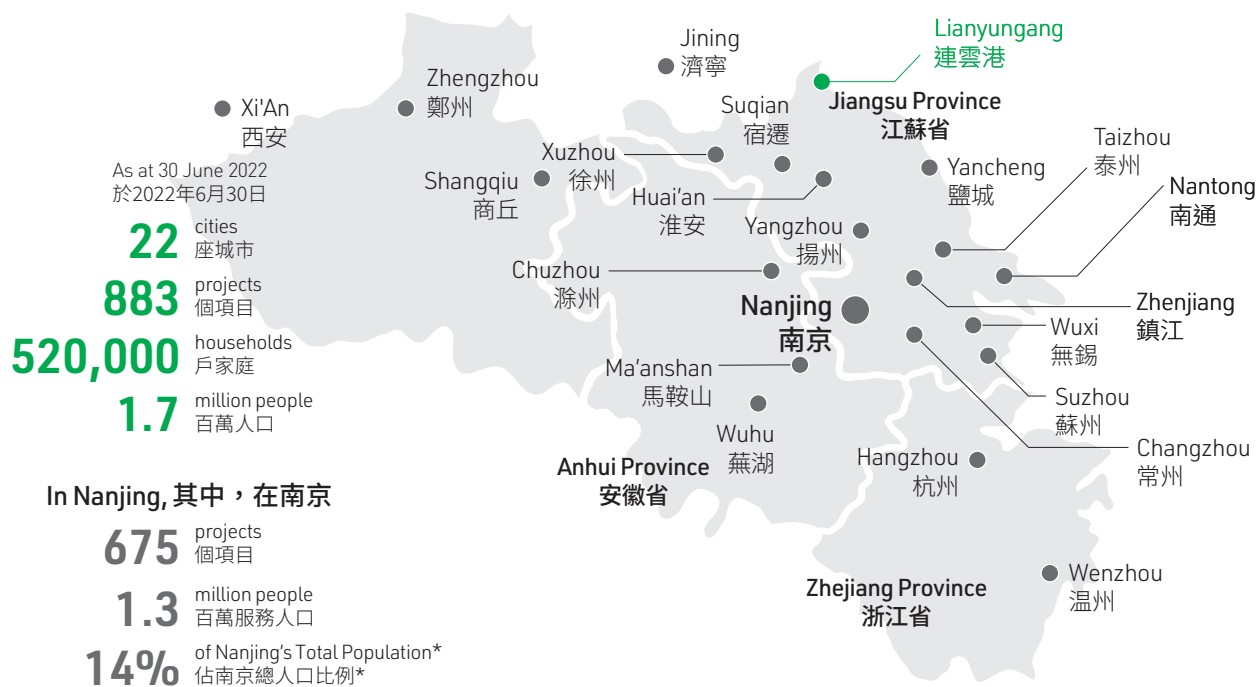 Lianyungang
連雲港
Jining
濟寧
Zhengzhou
鄭州
Xi'An
西安
Suqian
宿遷
Jiangsu Province
江蘇省
Taizhou
泰州
Xuzhou
徐州
Yancheng
鹽城
Nantong
南通
Shangqiu
商丘
Huai'an
淮安
Yangzhou
揚州
Chuzhou
滁州
Nanjing
南京
Zhenjiang
鎮江
Wuxi
無錫
Ma'anshan
馬鞍山
Suzhou
蘇州
Wuhu
蕪湖
Changzhou
常州
Hangzhou
杭州
Anhui Province
安徽省
Zhejiang Province
浙江省
Wenzhou
温州
As at 30 June 2022
於2022年6月30日
22 cities
座城市
883 projects
個項目
520,000 households
戶家庭
1.7 million people
百萬人口
In Nanjing, 其中，在南京
675 projects
個項目
1.3 million people
百萬服務人口
14% of Nanjing's Total Population*
佔南京總人口比例*